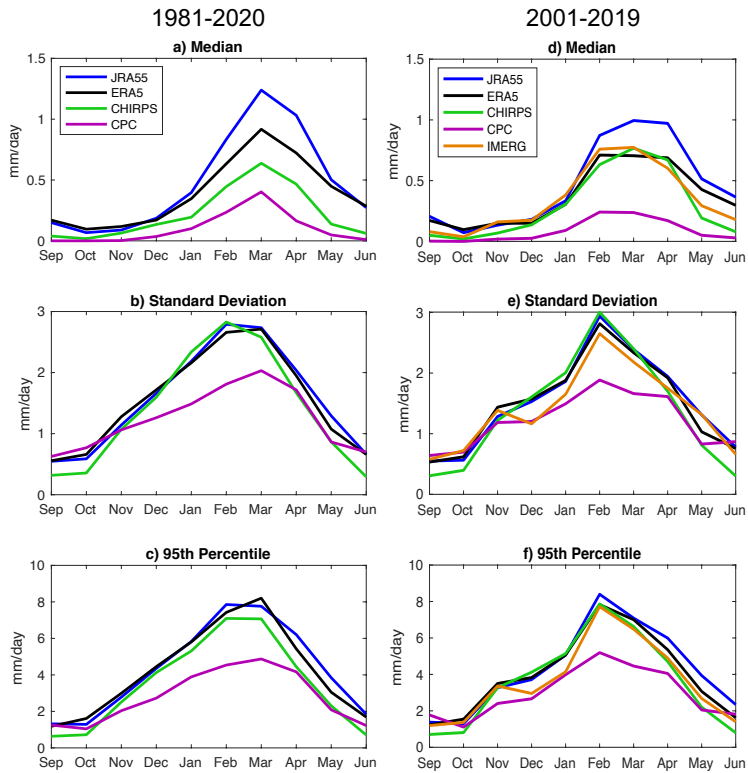 1981-2020
a) Median
mm/day
1.5
1
0.5
0
JRA55
ERA5
CHIRPS
CPC
Sep Oct Nov Dec Jan Feb Mar Apr May Jun
b) Standard Deviation
mm/day
3
2
1
0
Sep Oct Nov Dec Jan Feb Mar Apr May Jun
c) 95th Percentile
mm/day
10
8
6
4
2
0
Sep Oct Nov Dec Jan Feb Mar Apr May Jun
2001-2019
d) Median
mm/day
1.5
1
0.5
0
JRA55
ERA5
CHIRPS
CPC
IMERG
Sep Oct Nov Dec Jan Feb Mar Apr May Jun
e) Standard Deviation
mm/day
3
2
1
0
Sep Oct Nov Dec Jan Feb Mar Apr May Jun
f) 95th Percentile
mm/day
10
8
6
4
2
0
Sep Oct Nov Dec Jan Feb Mar Apr May Jun